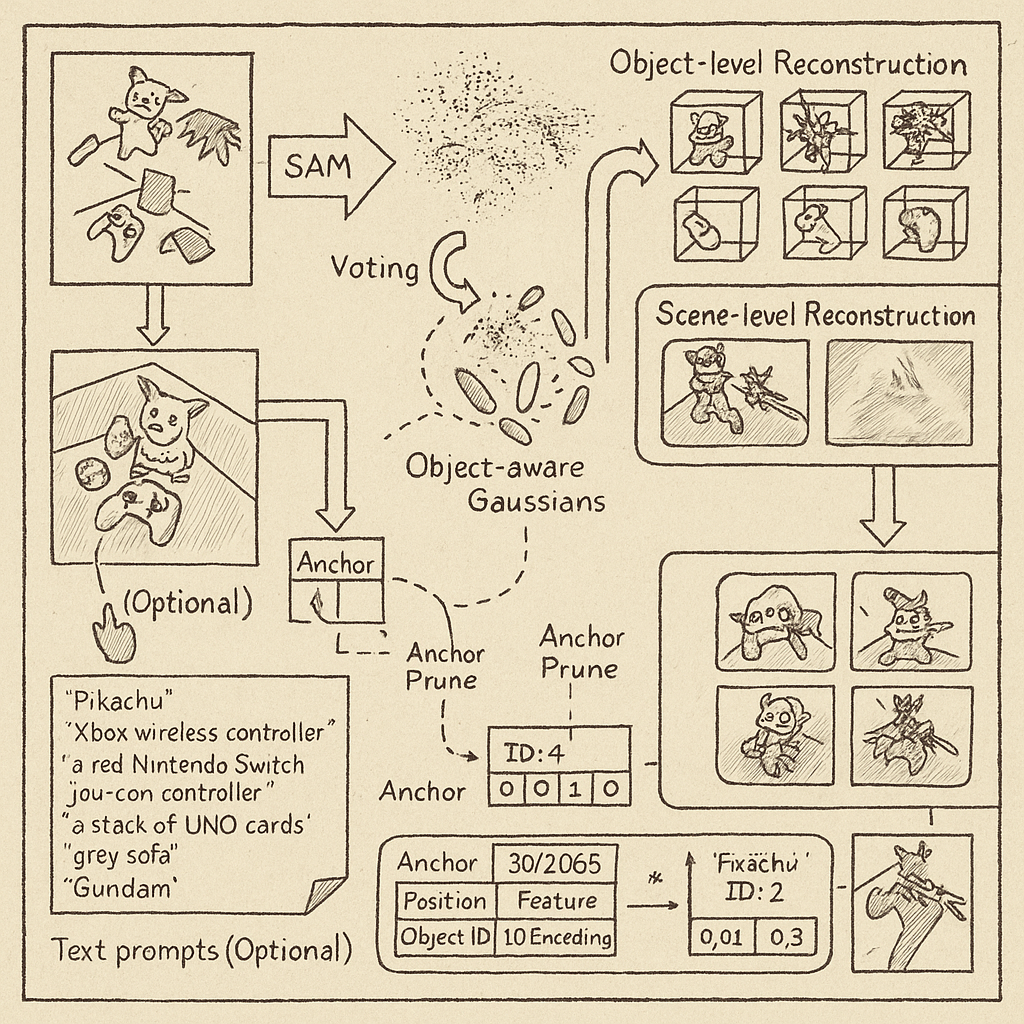 SAM
Voting
Object-level Reconstruction
Scene-level Reconstruction
Object-aware
Gaussians
Anchor
(Optional)
Anchor
Prune
Anchor
Prune
"Pikachu"
"Xbox wireless controller"
"a red Nintendo Switch
jou-con controller"
"a stack of UNO cards'
"grey sofa"
"Gundam'
Text prompts (Optional)
ID:4
Anchor
0 0 1 0
Anchor 30/2065
Position Feature
Object ID 10 Enceding
*
'Fixächú'
ID: 2
0,01 0,3